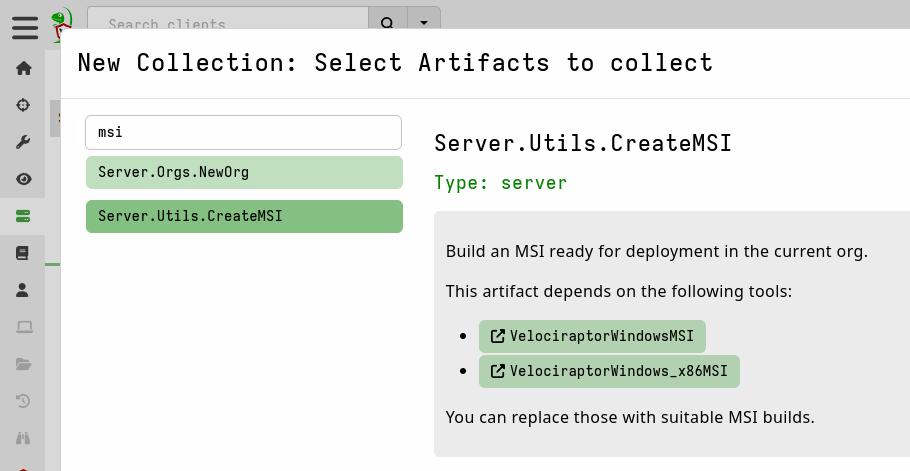 Search clients
New Collection: Select Artifacts to collect
msi
Server.Orgs.NewOrg
Server.Utils.CreateMSI
Server.Utils.CreateMSI
Type: server
Build an MSI ready for deployment in the current org.
This artifact depends on the following tools:
VelociraptorWindowsMSI
VelociraptorWindows_x86MSI
You can replace those with suitable MSI builds.